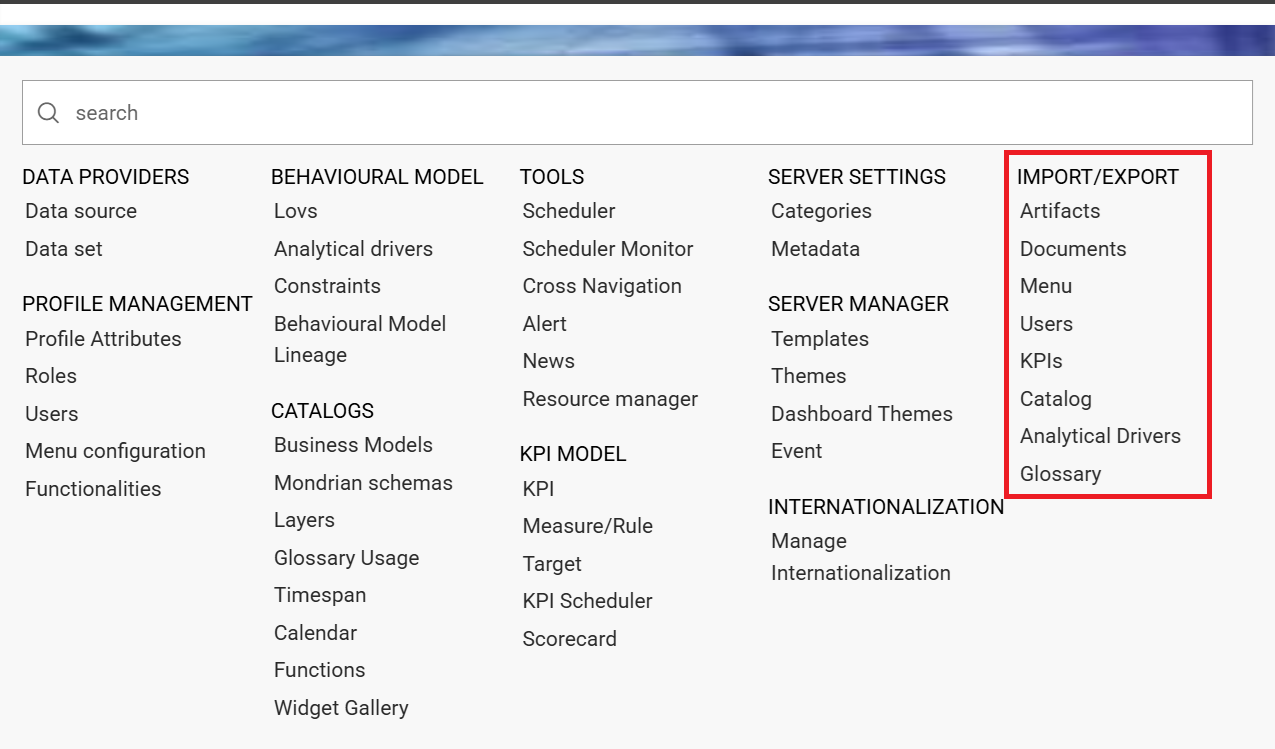 search
DATA PROVIDERS
Data source
Data set
PROFILE MANAGEMENT
Profile Attributes
Roles
Users
Menu configuration
Functionalities
BEHAVIOURAL MODEL
Lovs
Analytical drivers
Constraints
Behavioural Model
Lineage
CATALOGS
Business Models
Mondrian schemas
Layers
Glossary Usage
Timespan
Calendar
Functions
Widget Gallery
TOOLS
Scheduler
Scheduler Monitor
Cross Navigation
Alert
News
Resource manager
KPI MODEL
KPI
Measure/Rule
Target
KPI Scheduler
Scorecard
SERVER SETTINGS
Categories
Metadata
SERVER MANAGER
Templates
Themes
Dashboard Themes
Event
INTERNATIONALIZATION
Manage
Internationalization
IMPORT/EXPORT
Artifacts
Documents
Menu
Users
KPIs
Catalog
Analytical Drivers
Glossary